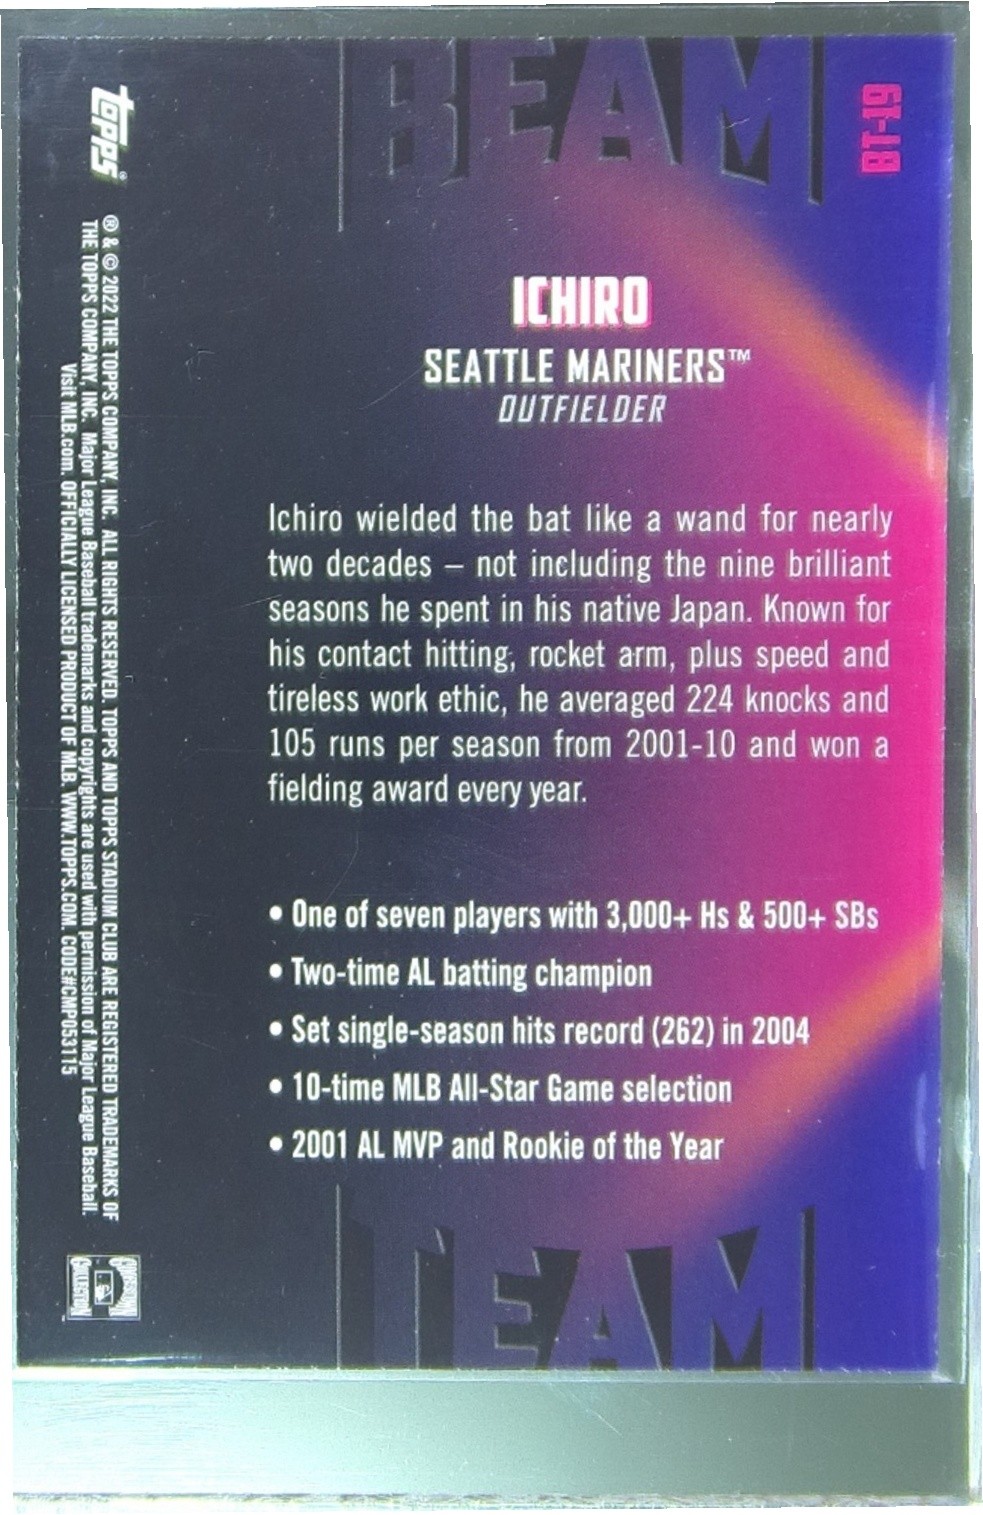 BEAM
BT-19
ICHIRO
SEATTLE MARINERS™
OUTFIELDER
Ichiro wielded the bat like a wand for nearly
two decades – not including the nine brilliant
seasons he spent in his native Japan. Known for
his contact hitting, rocket arm, plus speed and
tireless work ethic, he averaged 224 knocks and
105 runs per season from 2001-10 and won a
fielding award every year.
• One of seven players with 3,000+ Hs & 500+ SBs
• Two-time AL batting champion
• Set single-season hits record (262) in 2004
• 10-time MLB All-Star Game selection
• 2001 AL MVP and Rookie of the Year
TEAM
topps®
® & © 2022 THE TOPPS COMPANY, INC. ALL RIGHTS RESERVED. TOPPS AND TOPPS STADIUM CLUB ARE REGISTERED TRADEMARKS OF
THE TOPPS COMPANY, INC. Major League Baseball trademarks and copyrights are used with permission of Major League Baseball.
Visit MLB.com. OFFICIALLY LICENSED PRODUCT OF MLB. WWW.TOPPS.COM. CODE#CMP053115
COOPERSTOWN
COLLECTION